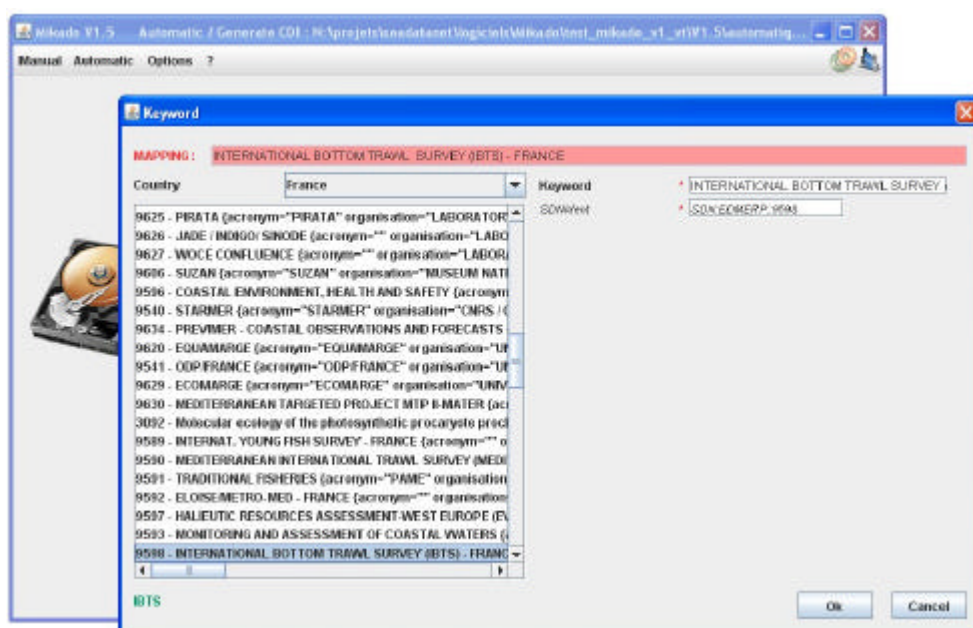 Mikado V1.5 Automatic / Generate CDI : N:\projets\seadatanet\logiciels\Mikado\test_mikado_v1_vti\V1.5\automatiq...
Manual Automatic Options ?
Keyword
MAPPING : INTERNATIONAL BOTTOM TRAWL SURVEY (IBTS) - FRANCE
Country France
Keyword * INTERNATIONAL BOTTOM TRAWL SURVEY (
SDNIdent * SDN:EDMERP::9598
9625 - PIRATA {acronym="PIRATA" organisation="LABORATOR
9626 - JADE / INDIGO/ SINODE {acronym="" organisation="LABO
9627 - WOCE CONFLUENCE {acronym="" organisation="LABOR
9606 - SUZAN {acronym="SUZAN" organisation="MUSEUM NATI
9596 - COASTAL ENVIRONMENT, HEALTH AND SAFETY {acronym
9540 - STARMER {acronym="STARMER" organisation="CNRS / 
9634 - PREVIMER - COASTAL OBSERVATIONS AND FORECASTS
9620 - EQUAMARGE {acronym="EQUAMARGE" organisation="U
9541 - ODP/FRANCE {acronym="ODP/FRANCE" organisation="U
9629 - ECOMARGE {acronym="ECOMARGE" organisation="UNIV
9630 - MEDITERRANEAN TARGETED PROJECT MTP II-MATER {ac
3092 - Molecular ecology of the photosynthetic procaryote procl
9589 - INTERNAT. YOUNG FISH SURVEY - FRANCE {acronym="" o
9590 - MEDITERRANEAN INTERNATIONAL TRAWL SURVEY (MEDI
9591 - TRADITIONAL FISHERIES {acronym="PAME" organisation
9592 - ELOISE/METRO-MED - FRANCE {acronym="" organisation
9597 - HALIEUTIC RESOURCES ASSESSMENT-WEST EUROPE (EV
9593 - MONITORING AND ASSESSMENT OF COASTAL WATERS (
9598 - INTERNATIONAL BOTTOM TRAWL SURVEY (IBTS) - FRANC
IBTS
Ok Cancel